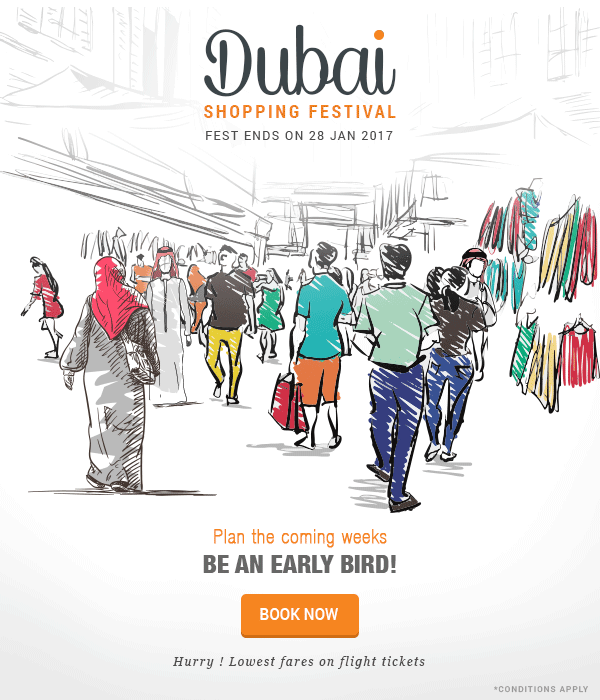 Dubai
SHOPPING FESTIVAL
FEST ENDS ON 28 JAN 2017
Plan the coming weeks
BE AN EARLY BIRD!
BOOK NOW
Hurry ! Lowest fares on flight tickets
*CONDITIONS APPLY